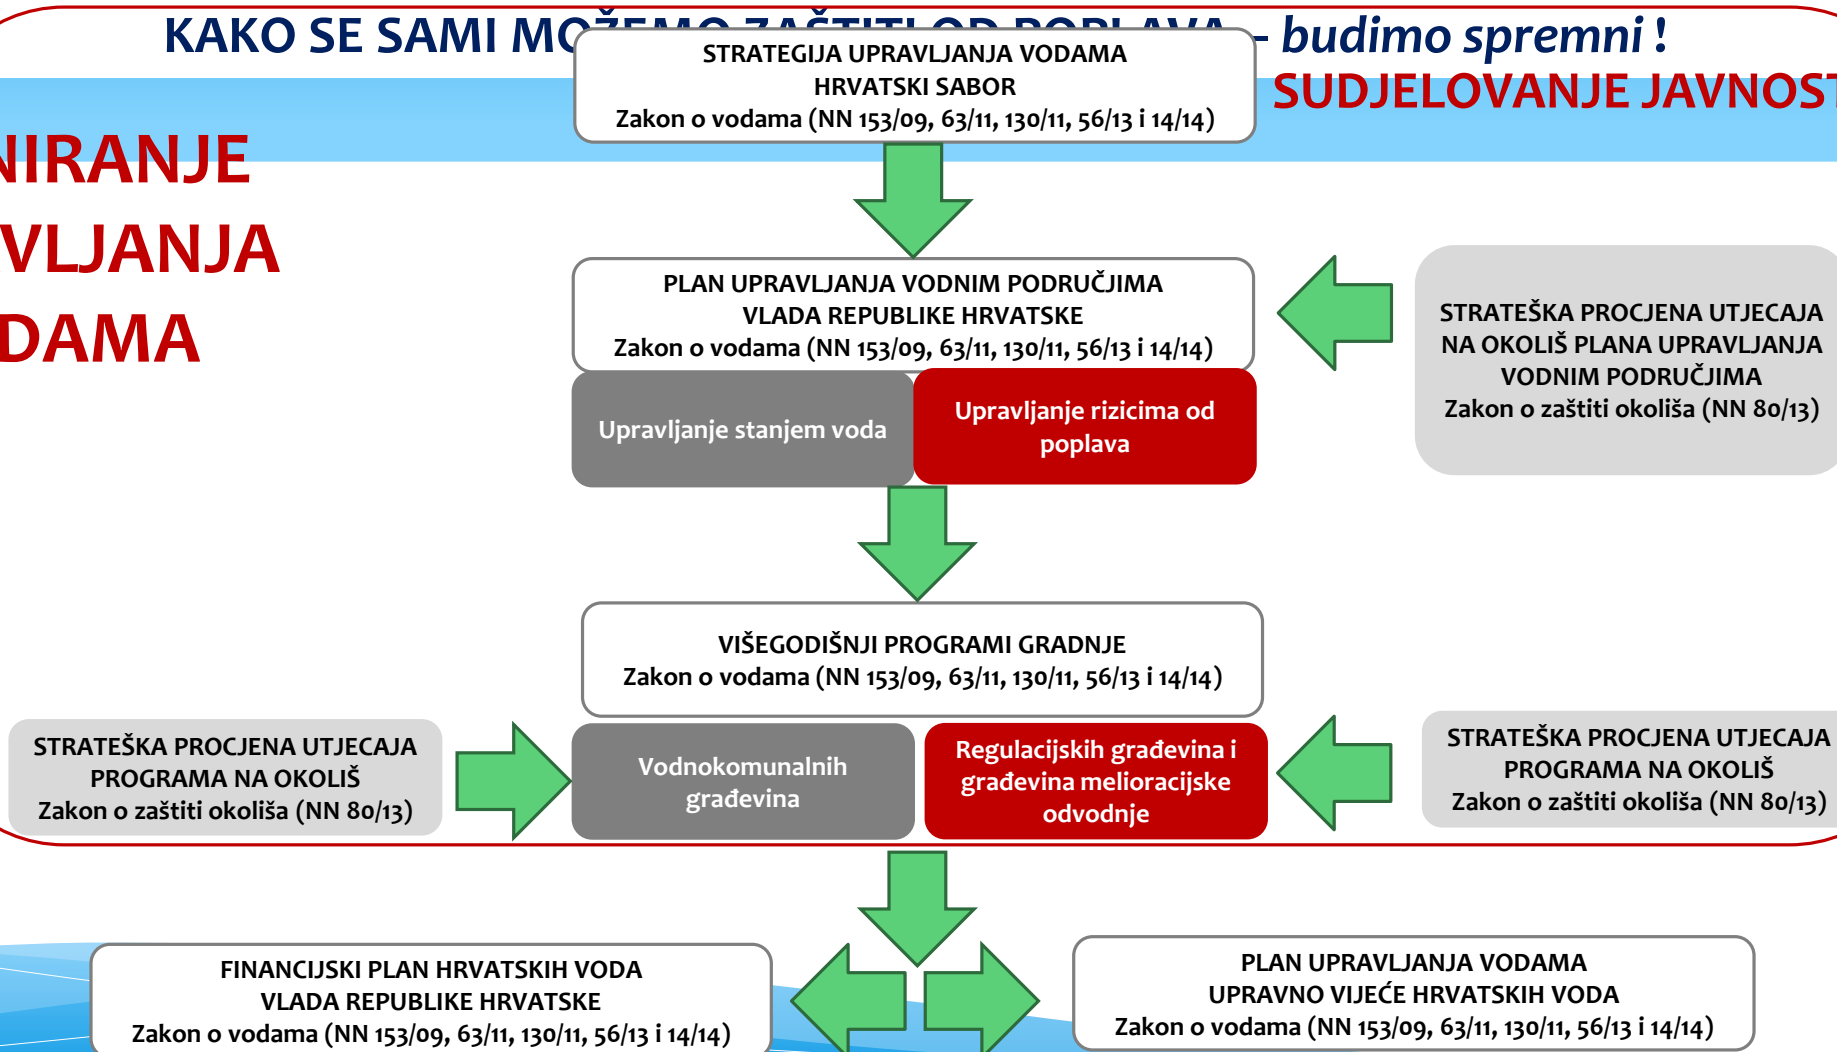 KAKO SE SAMI MOŽEMO ZAŠTITI OD POPLAVA – budimo spremni !
STRATEGIJA UPRAVLJANJA VODAMA
HRVATSKI SABOR
Zakon o vodama (NN 153/09, 63/11, 130/11, 56/13 i 14/14)
SUDJELOVANJE JAVNOST
NIRANJE
VLJANJA
DAMA
PLAN UPRAVLJANJA VODNIM PODRUČJIMA
VLADA REPUBLIKE HRVATSKE
Zakon o vodama (NN 153/09, 63/11, 130/11, 56/13 i 14/14)
Upravljanje stanjem voda
Upravljanje rizicima od
poplava
STRATEŠKA PROCJENA UTJECAJA
NA OKOLIŠ PLANA UPRAVLJANJA
VODNIM PODRUČJIMA
Zakon o zaštiti okoliša (NN 80/13)
VIŠEGODIŠNJI PROGRAMI GRADNJE
Zakon o vodama (NN 153/09, 63/11, 130/11, 56/13 i 14/14)
STRATEŠKA PROCJENA UTJECAJA
PROGRAMA NA OKOLIŠ
Zakon o zaštiti okoliša (NN 80/13)
Vodnokomunalnih
građevina
Regulacijskih građevina i
građevina melioracijske
odvodnje
STRATEŠKA PROCJENA UTJECAJA
PROGRAMA NA OKOLIŠ
Zakon o zaštiti okoliša (NN 80/13)
FINANCIJSKI PLAN HRVATSKIH VODA
VLADA REPUBLIKE HRVATSKE
Zakon o vodama (NN 153/09, 63/11, 130/11, 56/13 i 14/14)
PLAN UPRAVLJANJA VODAMA
UPRAVNO VIJEĆE HRVATSKIH VODA
Zakon o vodama (NN 153/09, 63/11, 130/11, 56/13 i 14/14)